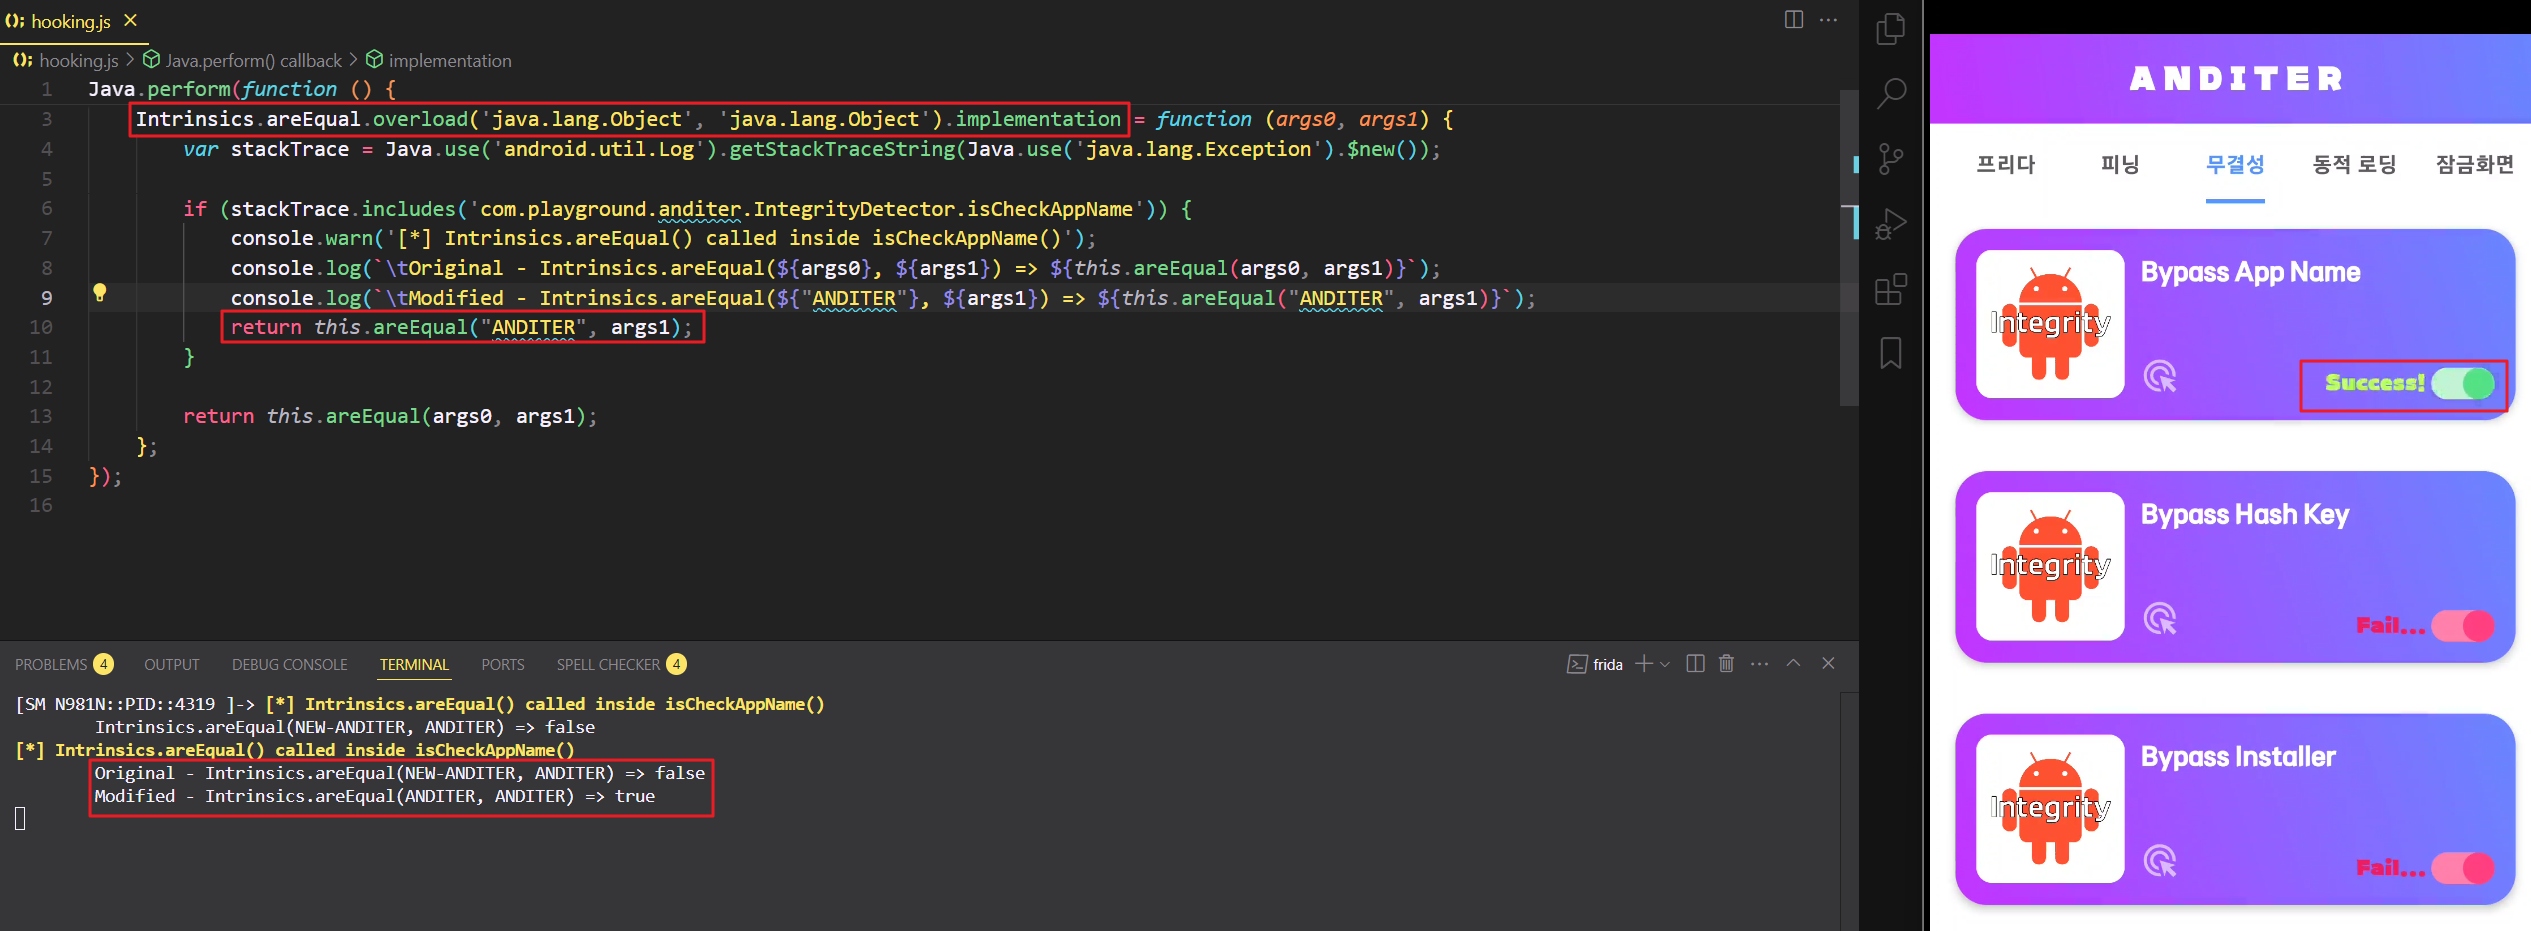 hooking.js
hooking.js > Java.perform() callback > implementation
1 Java.perform(function () {
3 Intrinsics.areEqual.overload('java.lang.Object', 'java.lang.Object').implementation = function (args0, args1) {
4 var stackTrace = Java.use('android.util.Log').getStackTraceString(Java.use('java.lang.Exception').$new());
5
6 if (stackTrace.includes('com.playground.anditer.IntegrityDetector.isCheckAppName')) {
7 console.warn('[*] Intrinsics.areEqual() called inside isCheckAppName()');
8 console.log(`\tOriginal - Intrinsics.areEqual(${args0}, ${args1}) => ${this.areEqual(args0, args1)}`);
9 console.log(`\tModified - Intrinsics.areEqual(${"ANDITER"}, ${args1}) => ${this.areEqual("ANDITER", args1)}`);
10 return this.areEqual("ANDITER", args1);
11 }
12
13 return this.areEqual(args0, args1);
14 };
15 });
16
PROBLEMS 4 OUTPUT DEBUG CONSOLE TERMINAL PORTS SPELL CHECKER 4
frida
[SM N981N::PID::4319 ]-> [*] Intrinsics.areEqual() called inside isCheckAppName()
Intrinsics.areEqual(NEW-ANDITER, ANDITER) => false
[*] Intrinsics.areEqual() called inside isCheckAppName()
Original - Intrinsics.areEqual(NEW-ANDITER, ANDITER) => false
Modified - Intrinsics.areEqual(ANDITER, ANDITER) => true
ANDITER
프리다 피닝 무결성 동적 로딩 잠금화면
Bypass App Name
Integrity
Success!
Bypass Hash Key
Integrity
Fail...
Bypass Installer
Integrity
Fail...